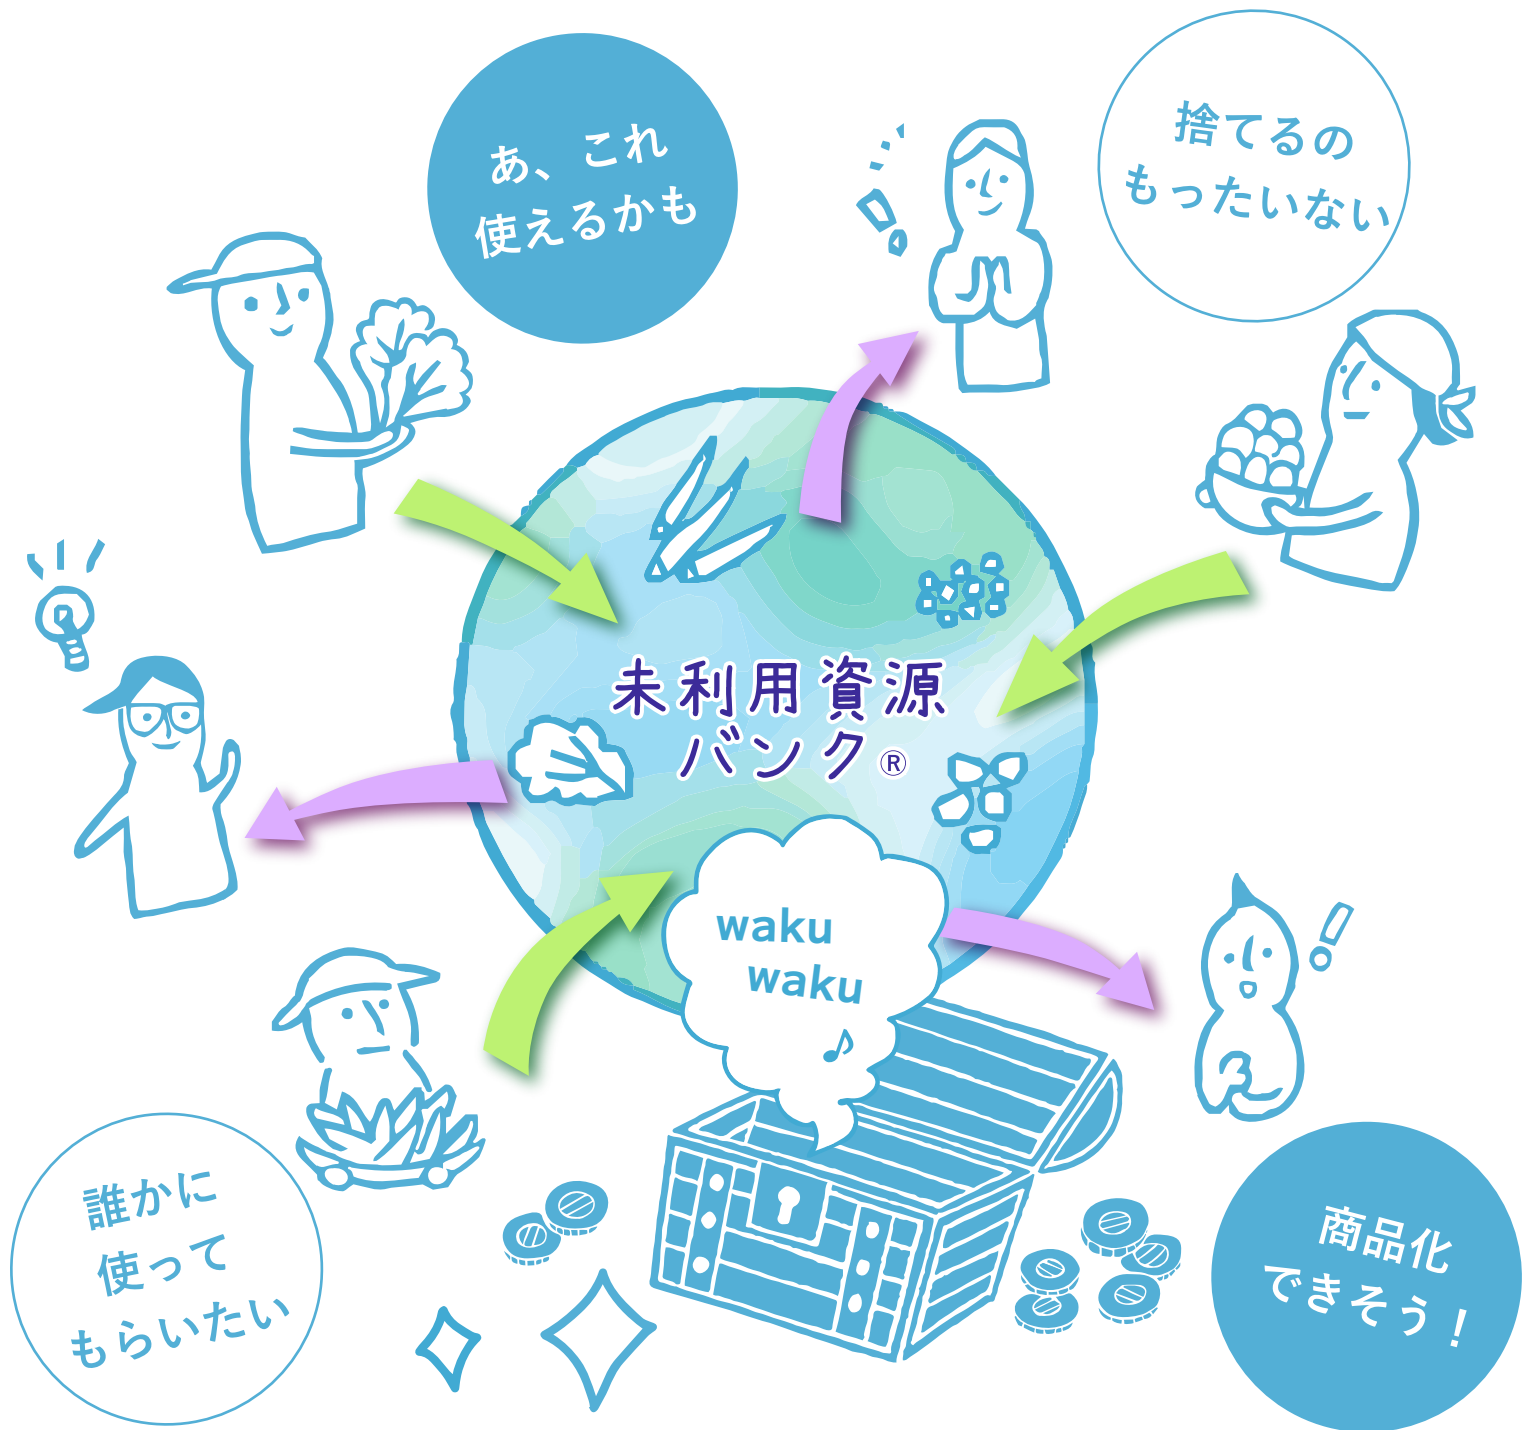 あ、これ
使えるかも
捨てるの
もったいない
未利用資源
バンク®
waku
waku
♪
誰かに
使って
もらいたい
商品化
できそう！